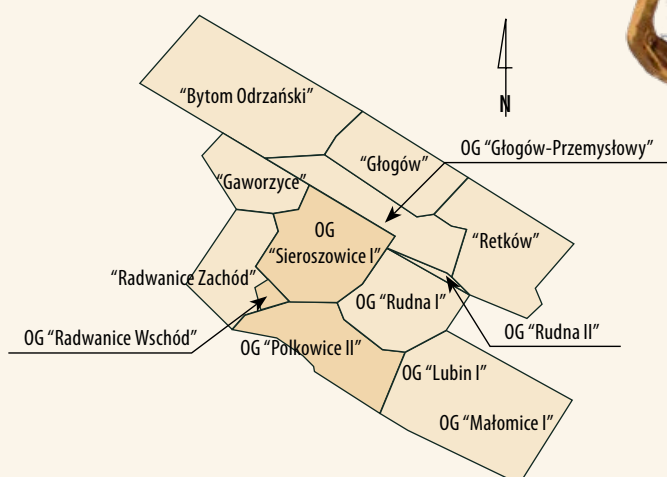 "Bytom Odrzański"
N
OG "Głogów-Przemysłowy"
"Głogów"
"Gaworzyce"
OG
"Sieroszowice I"
"Retków"
"Radwanice Zachód"
OG "Rudna I"
OG "Radwanice Wschód"
OG "Rudna II"
OG "Polkowice II"
OG "Lubin I"
OG "Małomice I"